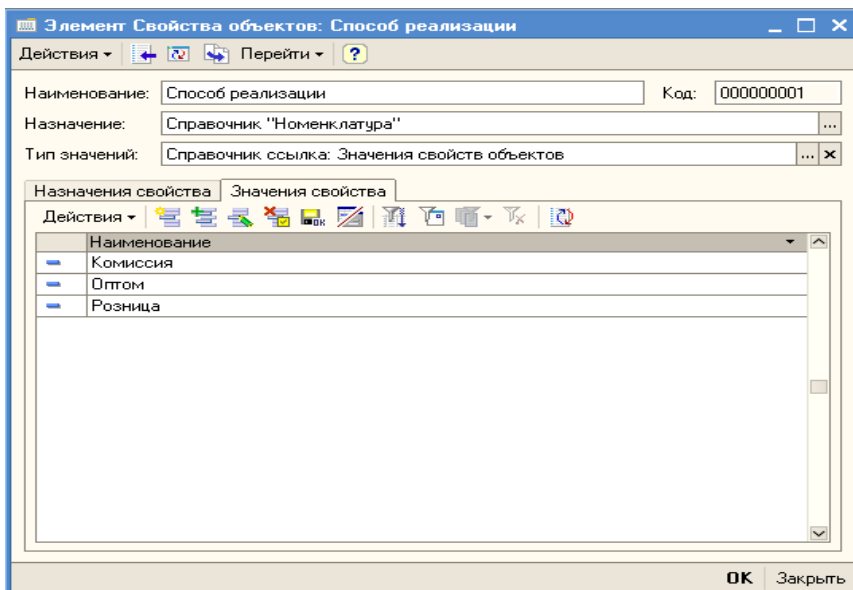 Элемент Свойства объектов: Способ реализации
Действия Перейти ?
Наименование: Способ реализации Код: 000000001
Назначение: Справочник "Номенклатура" ...
Тип значений: Справочник ссылка: Значения свойств объектов ... x
Назначения свойства Значения свойства
Действия
Наименование
Комиссия
Оптом
Розница
OK Закрыть